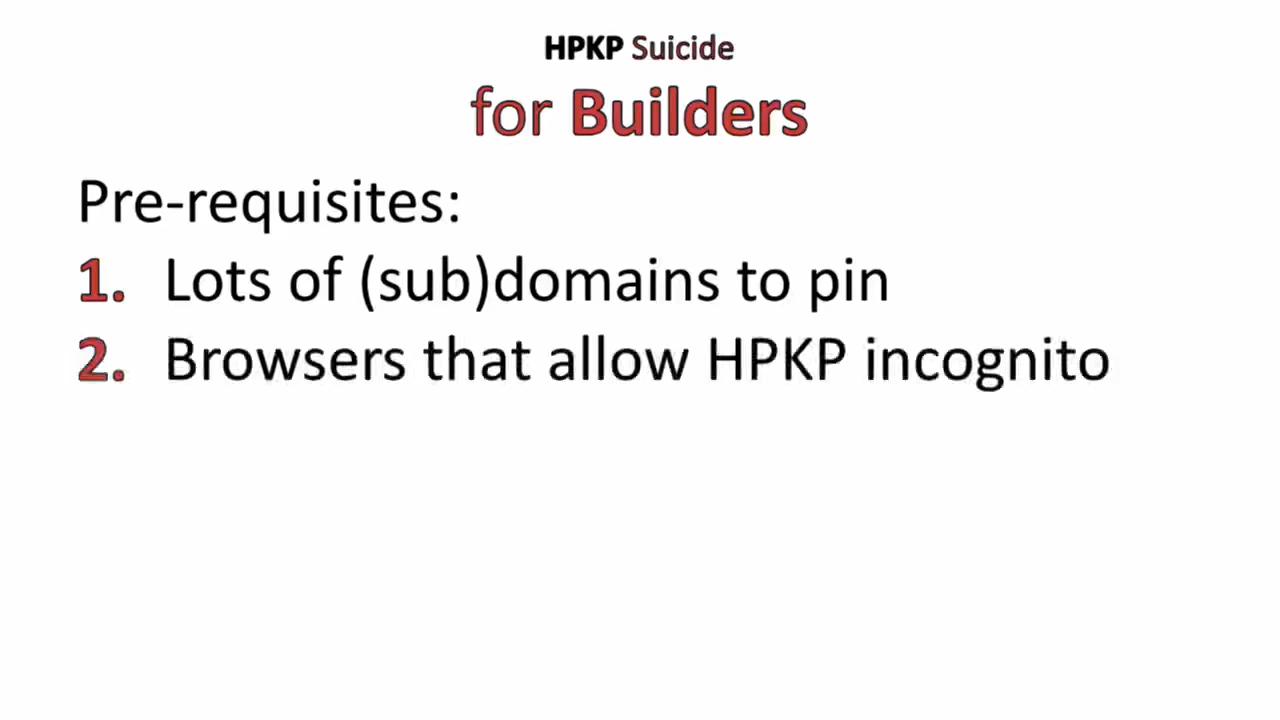 HPKP Suicide
for Builders
Pre-requisites:
1. Lots of (sub)domains to pin
2. Browsers that allow HPKP incognito